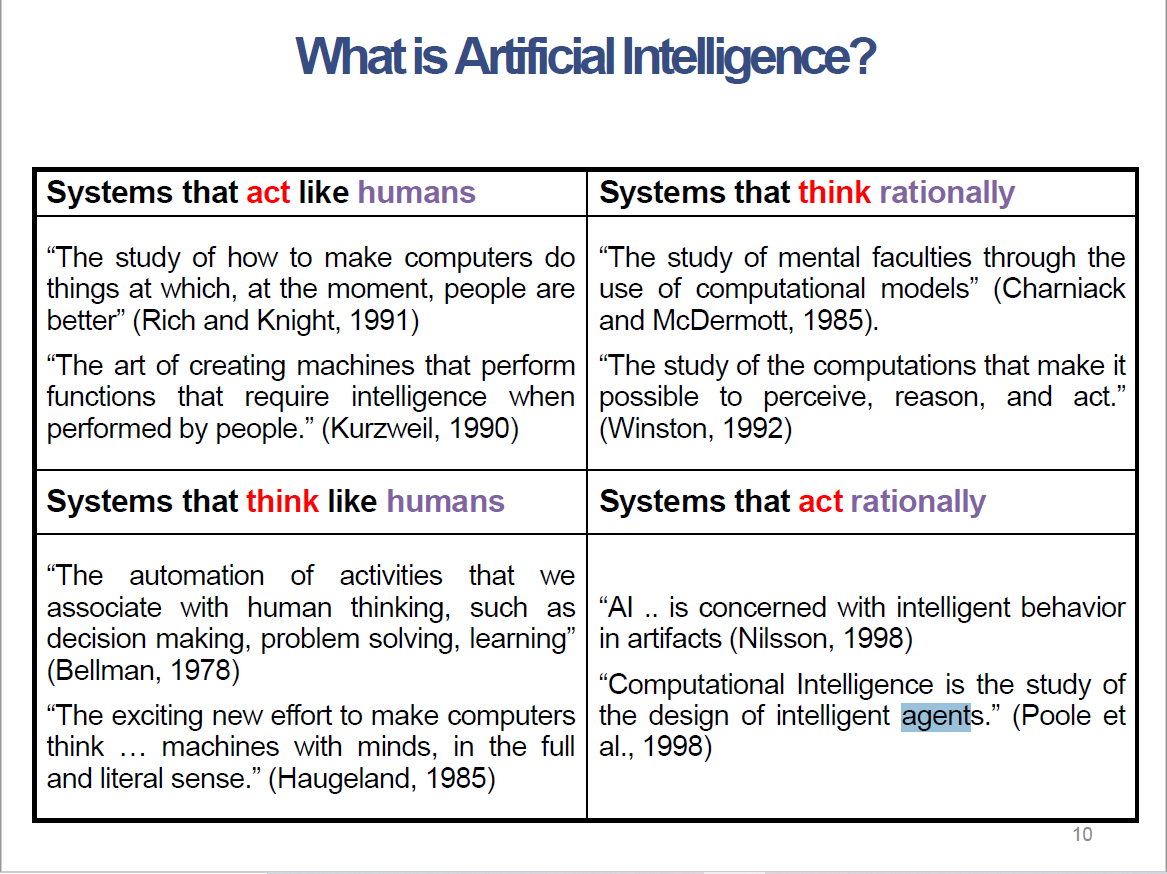 What is Artificial Intelligence?
Systems that act like humans
“The study of how to make computers do
things at which, at the moment, people are
better” (Rich and Knight, 1991)
“The art of creating machines that perform
functions that require intelligence when
performed by people.” (Kurzweil, 1990)
Systems that think rationally
“The study of mental faculties through the
use of computational models” (Charniack
and McDermott, 1985).
“The study of the computations that make it
possible to perceive, reason, and act.”
(Winston, 1992)
Systems that think like humans
“The automation of activities that we
associate with human thinking, such as
decision making, problem solving, learning”
(Bellman, 1978)
“The exciting new effort to make computers
think … machines with minds, in the full
and literal sense.” (Haugeland, 1985)
Systems that act rationally
“AI .. is concerned with intelligent behavior
in artifacts (Nilsson, 1998)
“Computational Intelligence is the study of
the design of intelligent agents.” (Poole et
al., 1998)
10